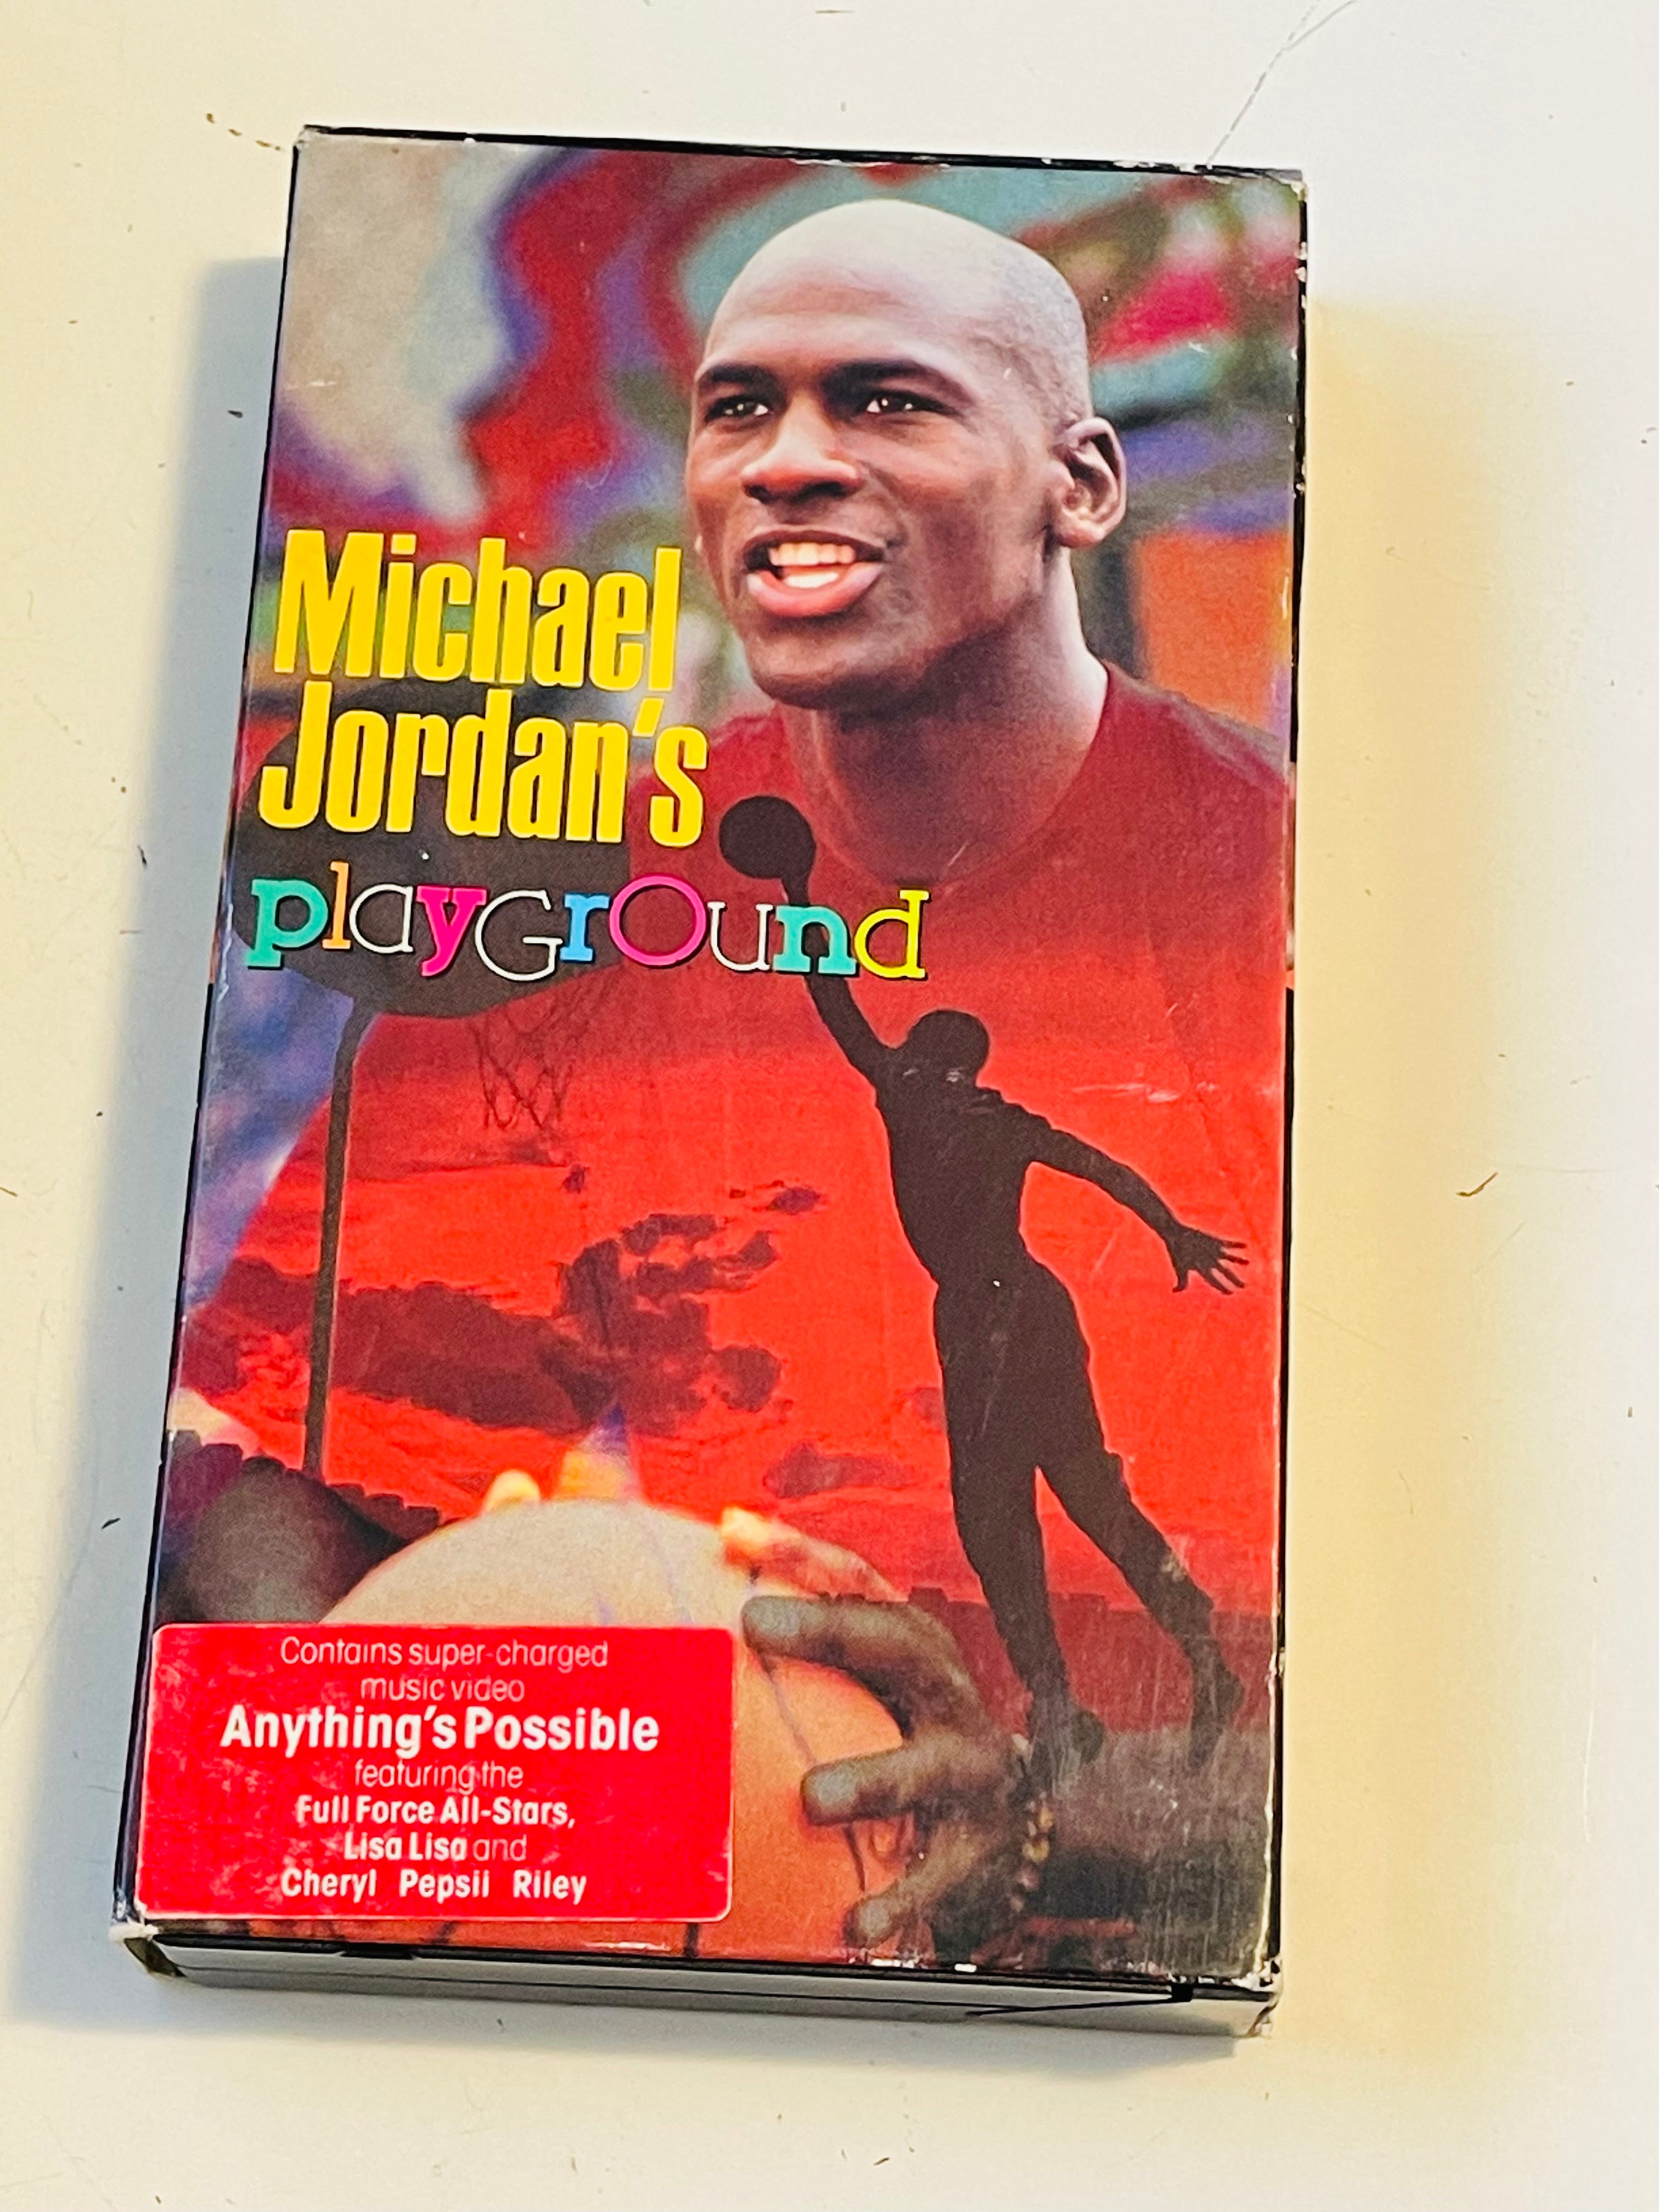 Michael
Jordan's
playGrOund
Contains super-charged
music video
Anything's Possible
featuring the
Full Force All-Stars,
Lisa Lisa and
Cheryl Pepsii Riley